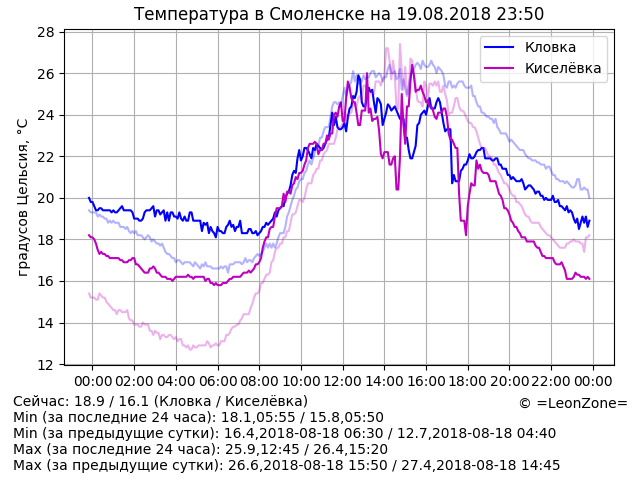 Температура в Смоленске на 19.08.2018 23:50
Кловка
Киселёвка
градусов Цельсия, °C
28
26
24
22
20
18
16
14
12
00:00 02:00 04:00 06:00 08:00 10:00 12:00 14:00 16:00 18:00 20:00 22:00 00:00
Сейчас: 18.9 / 16.1 (Кловка / Киселёвка)
© =LeonZone=
Min (за последние 24 часа): 18.1,05:55 / 15.8,05:50
Min (за предыдущие сутки): 16.4,2018-08-18 06:30 / 12.7,2018-08-18 04:40
Max (за последние 24 часа): 25.9,12:45 / 26.4,15:20
Max (за предыдущие сутки): 26.6,2018-08-18 15:50 / 27.4,2018-08-18 14:45